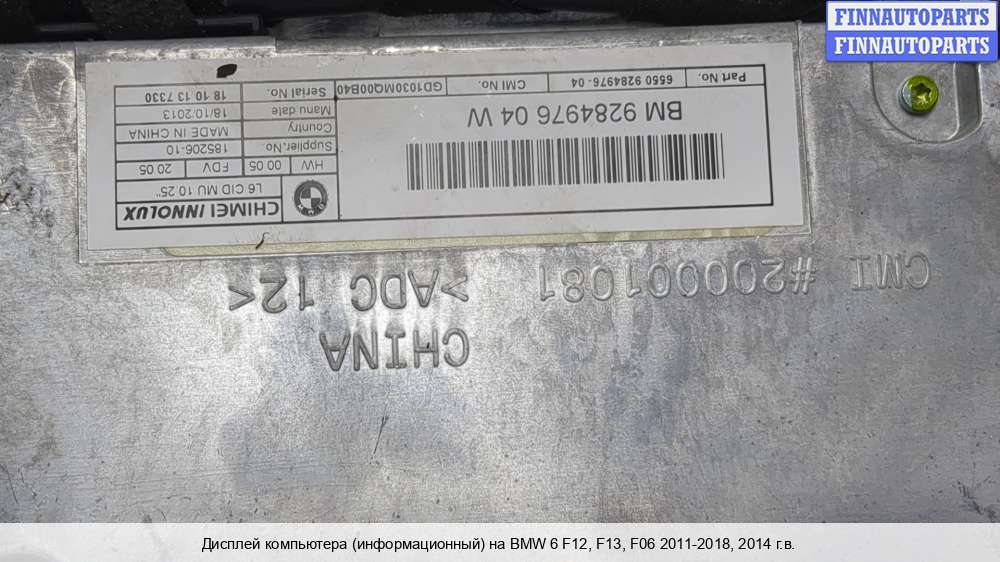 FINNAUTOPARTS
FINNAUTOPARTS
CHIMEI INNOLUX
L6 CID MU 10.25"
HW 00 05 FDV 20 05
Supplier.No. 185206-10
Country MADE IN CHINA
Manu date 18/10/2013
Serial No. 18 10 13 7330
BM 9284976 04 W
Part No. 6550 9284976-04 CMI No. GD1030MQ00B40
CMI #200001081
>ADC 12<
CHINA
Дисплей компьютера (информационный) на BMW 6 F12, F13, F06 2011-2018, 2014 г.в.